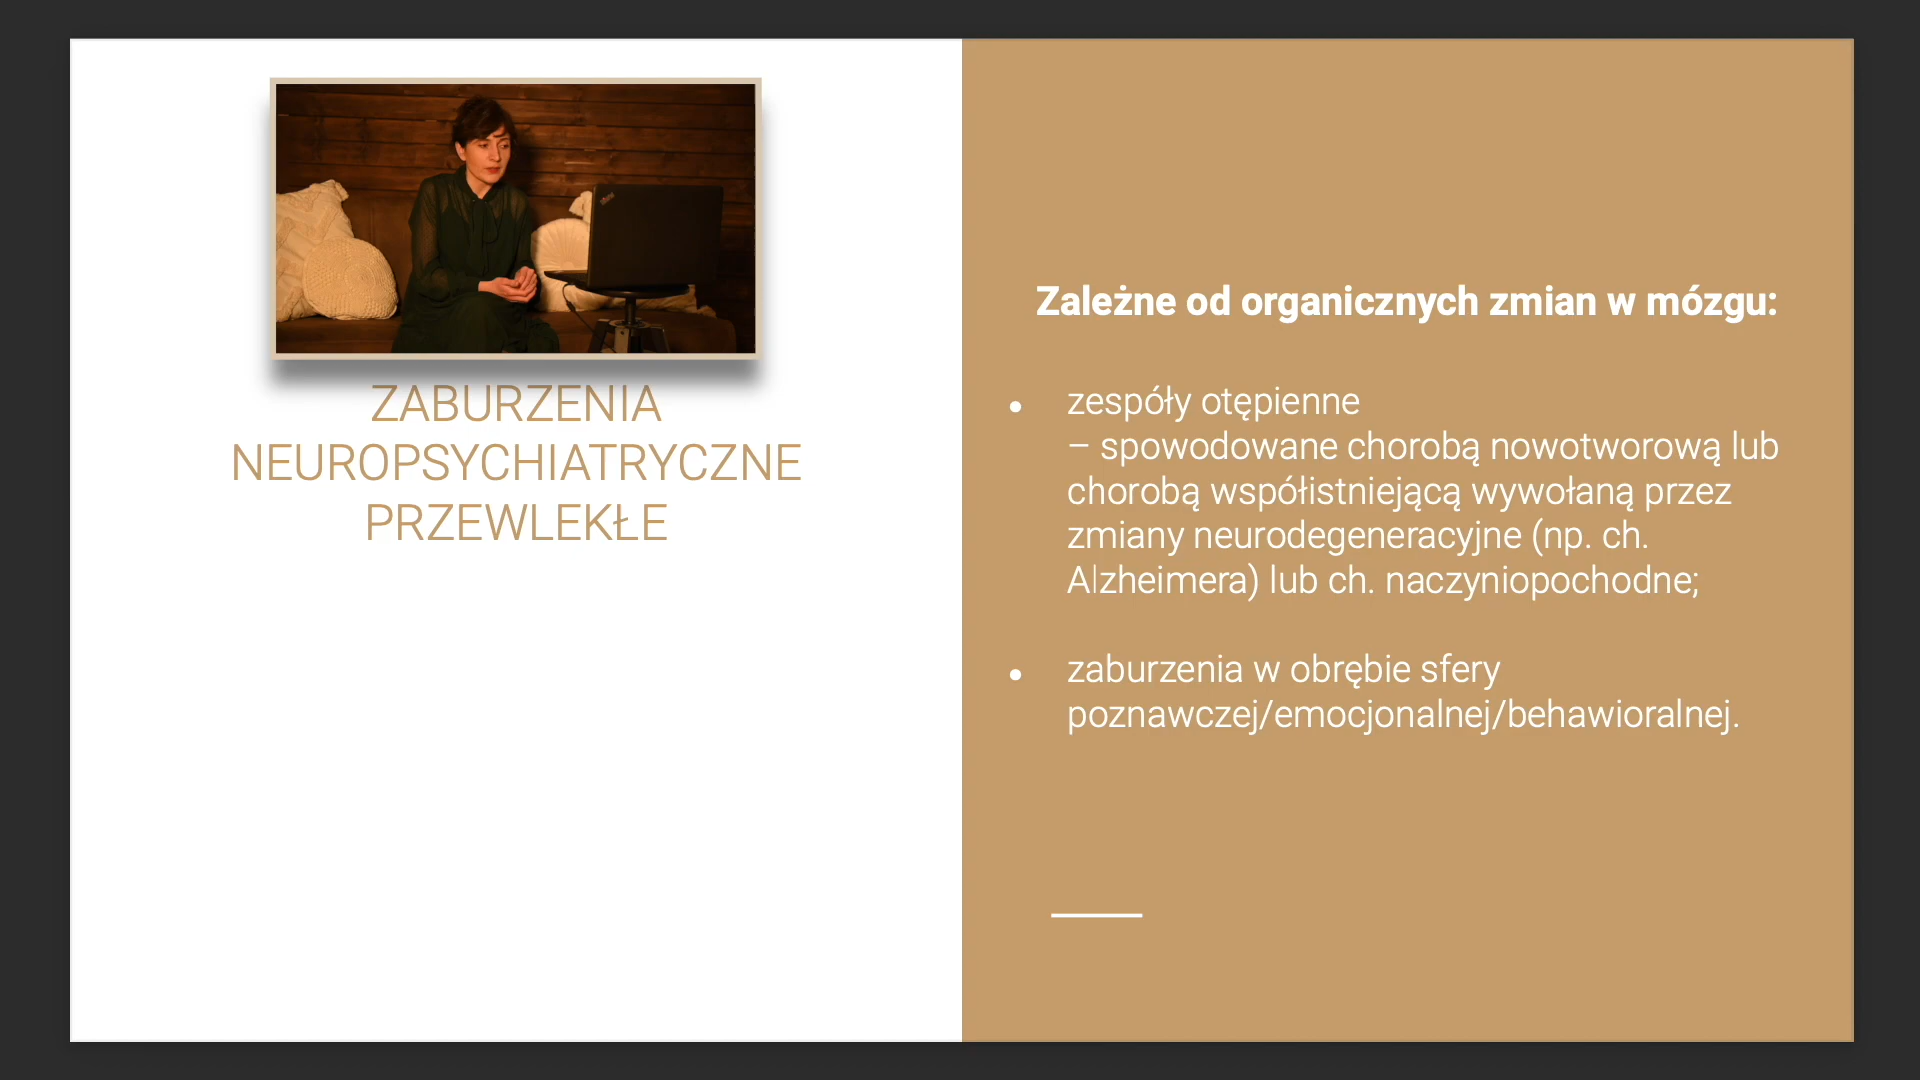 ZABURZENIA
NEUROPSYCHIATRYCZNE
PRZEWLEKŁE
Zależne od organicznych zmian w mózgu:
• zespóły otępienne
– spowodowane chorobą nowotworową lub
chorobą współistniejącą wywołaną przez
zmiany neurodegeneracyjne (np. ch.
Alzheimera) lub ch. naczyniopochodne;
• zaburzenia w obrębie sfery
poznawczej/emocjonalnej/behawioralnej.